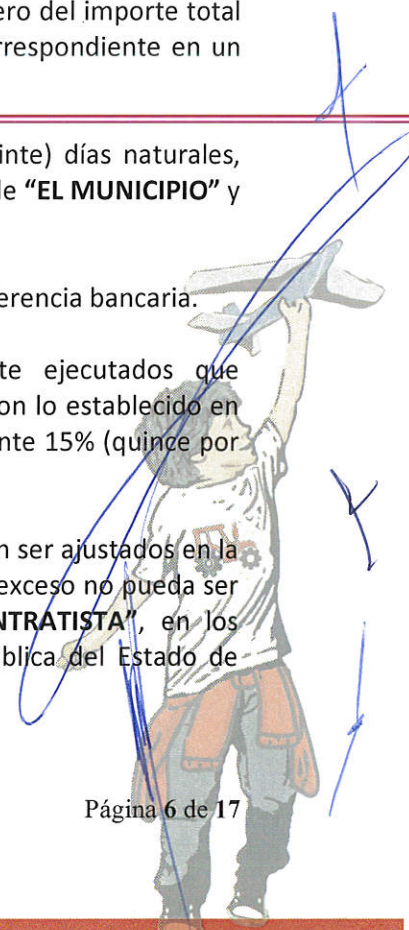 ero del importe total
rrespondiente en un
inte) días naturales,
le “EL MUNICIPIO” y
ferencia bancaria.
te ejecutados que
on lo establecido en
nte 15% (quince por
n ser ajustados en la
exceso no pueda ser
NTRATISTA”, en los
ública del Estado de
Página 6 de 17